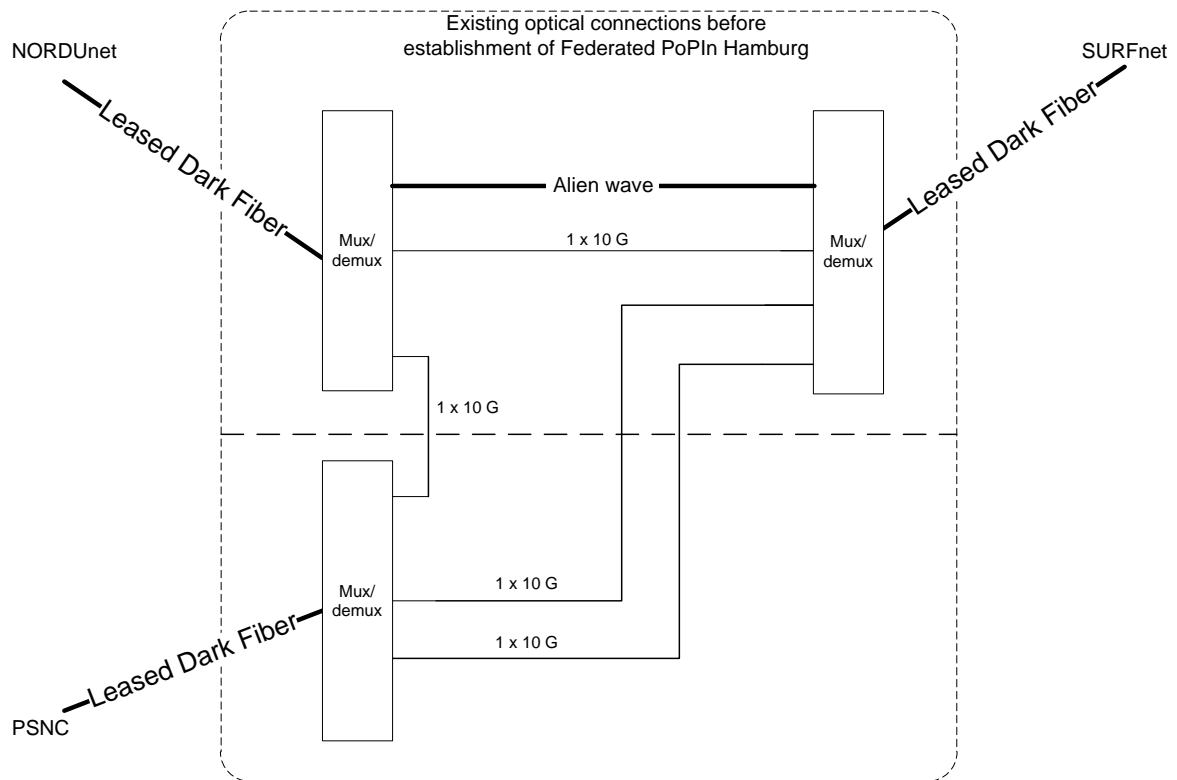 Existing optical connections before
establishment of Federated PoPIn Hamburg
NORDUnet
SURFnet
Leased Dark Fiber
Leased Dark Fiber
Alien wave
Mux/
demux
1 x 10 G
Mux/
demux
1 x 10 G
Mux/
demux
1 x 10 G
1 x 10 G
Leased Dark Fiber
PSNC